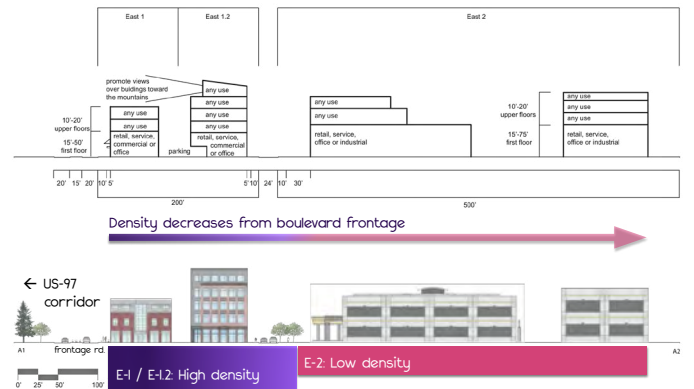 East 1
East 1.2
East 2
promote views
over buidings toward
the mountains
any use
any use
any use
any use
any use
any use
retail, service,
commercial or
office
parking
retail, service,
commercial
or office
10'-20'
upper floors
15'-50'
first floor
any use
any use
retail, service,
office or industrial
10'-20'
upper floors
15'-75'
first floor
any use
any use
any use
retail, service,
office or industrial
20' 15' 20' 10' 5' 5' 10' 24' 10' 30'
200' 500'
Density decreases from boulevard frontage
← US-97
corridor
A1 frontage rd. A2
E-1 / E-1.2: High density
E-2: Low density
0' 25' 50' 100'